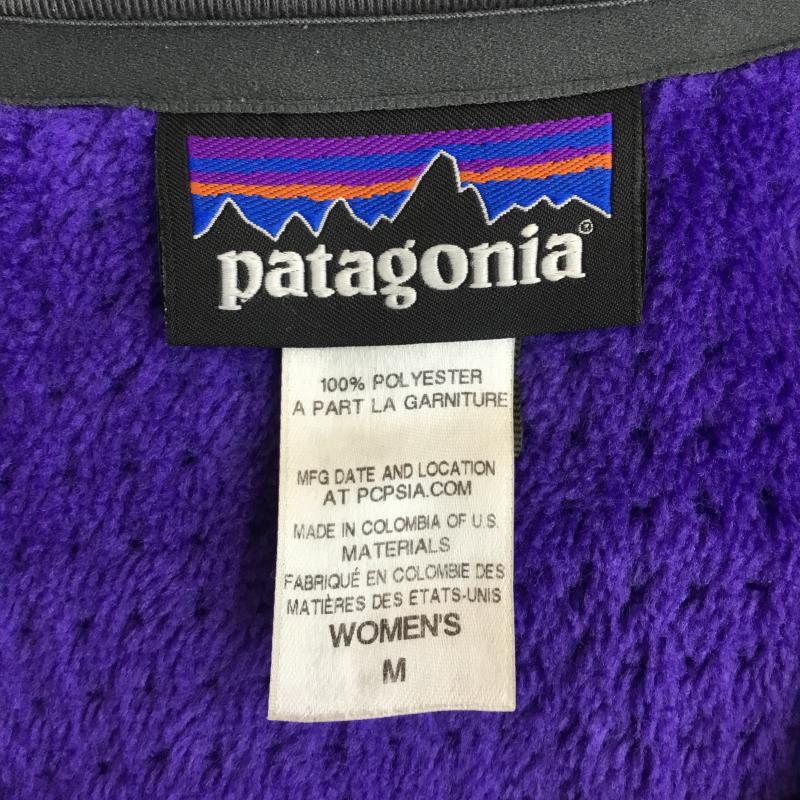 patagonia®
100% POLYESTER
A PART LA GARNITURE
MFG DATE AND LOCATION
AT PCPSIA.COM
MADE IN COLOMBIA OF U.S.
MATERIALS
FABRIQUÉ EN COLOMBIE DES
MATIÈRES DES ETATS-UNIS
WOMEN'S
M